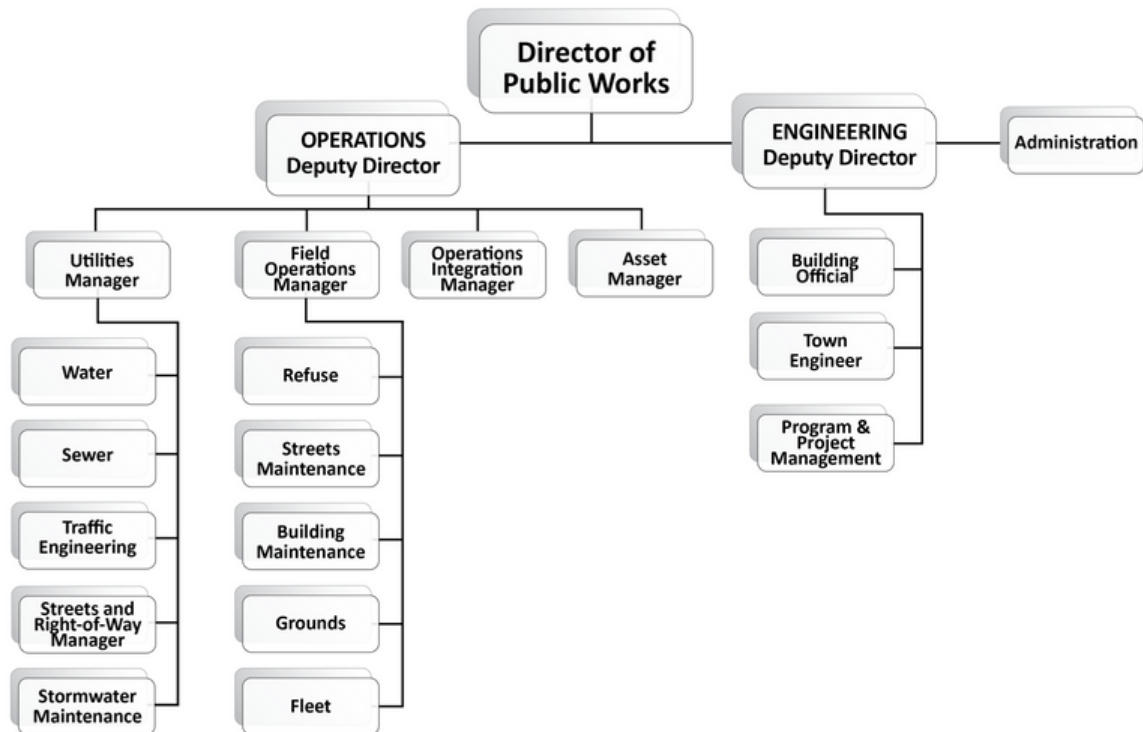 Director of
Public Works
OPERATIONS
Deputy Director
ENGINEERING
Deputy Director
Administration
Utilities
Manager
Field
Operations
Manager
Operations
Integration
Manager
Asset
Manager
Building
Official
Town
Engineer
Program &
Project
Management
Water
Sewer
Traffic
Engineering
Streets and
Right-of-Way
Manager
Stormwater
Maintenance
Refuse
Streets
Maintenance
Building
Maintenance
Grounds
Fleet